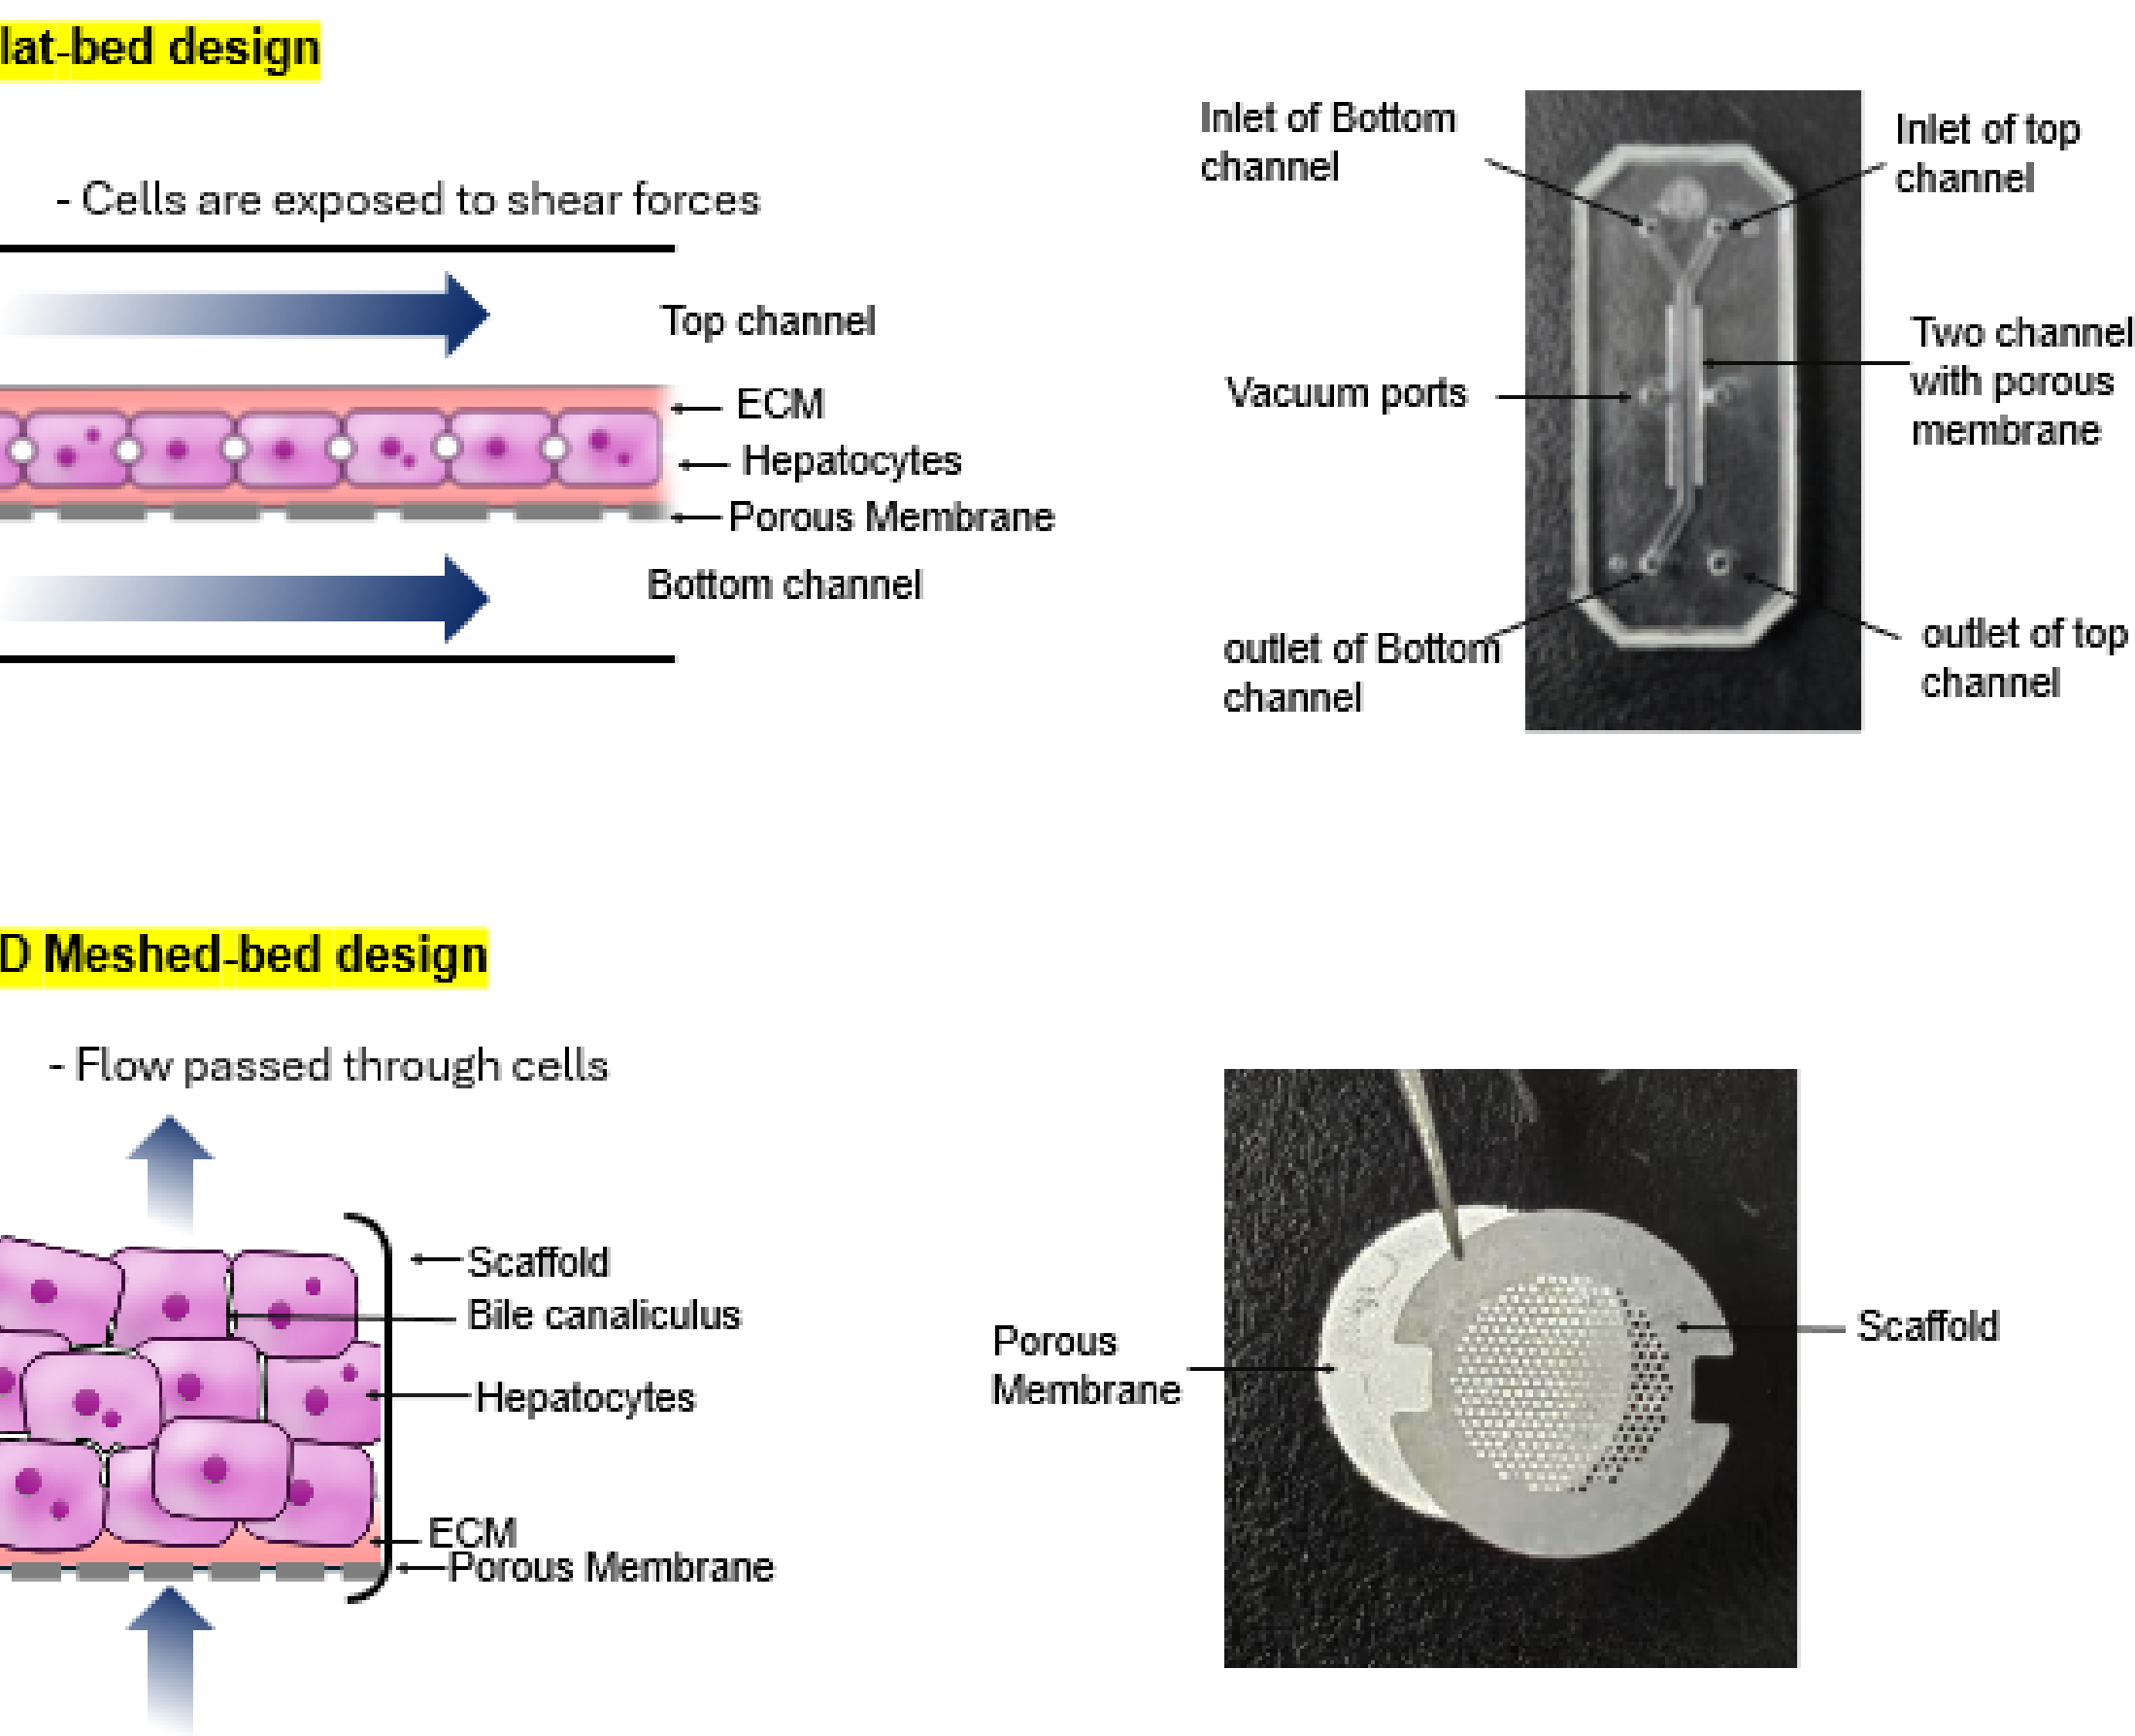 lat-bed design
- Cells are exposed to shear forces
Top channel
ECM
Hepatocytes
Porous Membrane
Bottom channel
Inlet of Bottom
channel
Inlet of top
channel
Vacuum ports
Two channel
with porous
membrane
outlet of Bottom
channel
outlet of top
channel
D Meshed-bed design
- Flow passed through cells
Scaffold
Bile canaliculus
Hepatocytes
ECM
Porous Membrane
Porous
Membrane
Scaffold